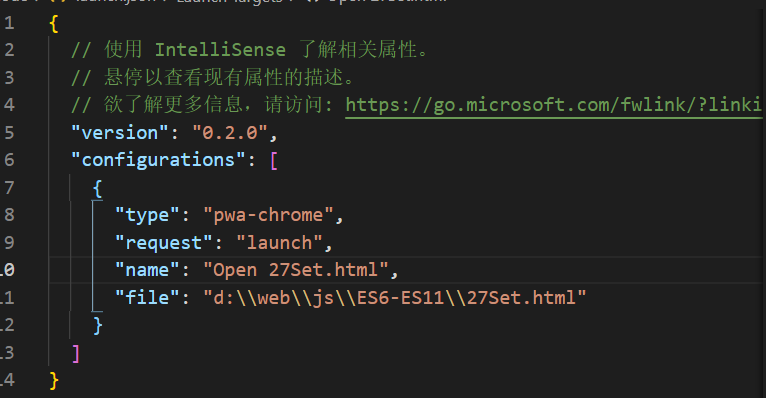 1 {
2 // 使用 IntelliSense 了解相关属性。
3 // 悬停以查看现有属性的描述。
4 // 欲了解更多信息，请访问: https://go.microsoft.com/fwlink/?linki
5 "version": "0.2.0",
6 "configurations": [
7 {
8 "type": "pwa-chrome",
9 "request": "launch",
10 "name": "Open 27Set.html",
11 "file": "d:\\web\\js\\ES6-ES11\\27Set.html"
12 }
13 ]
14 }